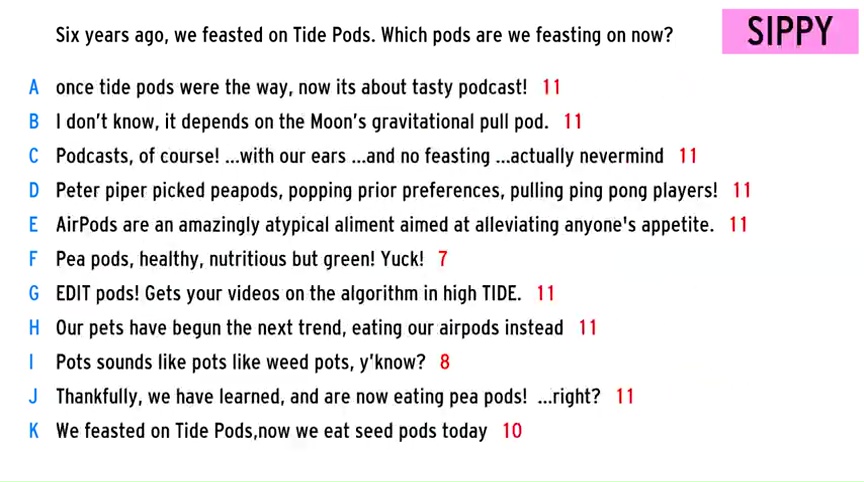 Six years ago, we feasted on Tide Pods. Which pods are we feasting on now?
SIPPY
A once tide pods were the way, now its about tasty podcast! 11
B I don't know, it depends on the Moon's gravitational pull pod. 11
C Podcasts, of course! ...with our ears ...and no feasting ...actually nevermind 11
D Peter piper picked peapods, popping prior preferences, pulling ping pong players! 11
E AirPods are an amazingly atypical aliment aimed at alleviating anyone's appetite. 11
F Pea pods, healthy, nutritious but green! Yuck! 7
G EDIT pods! Gets your videos on the algorithm in high TIDE. 11
H Our pets have begun the next trend, eating our airpods instead 11
I Pots sounds like pots like weed pots, y'know? 8
J Thankfully, we have learned, and are now eating pea pods! ...right? 11
K We feasted on Tide Pods,now we eat seed pods today 10